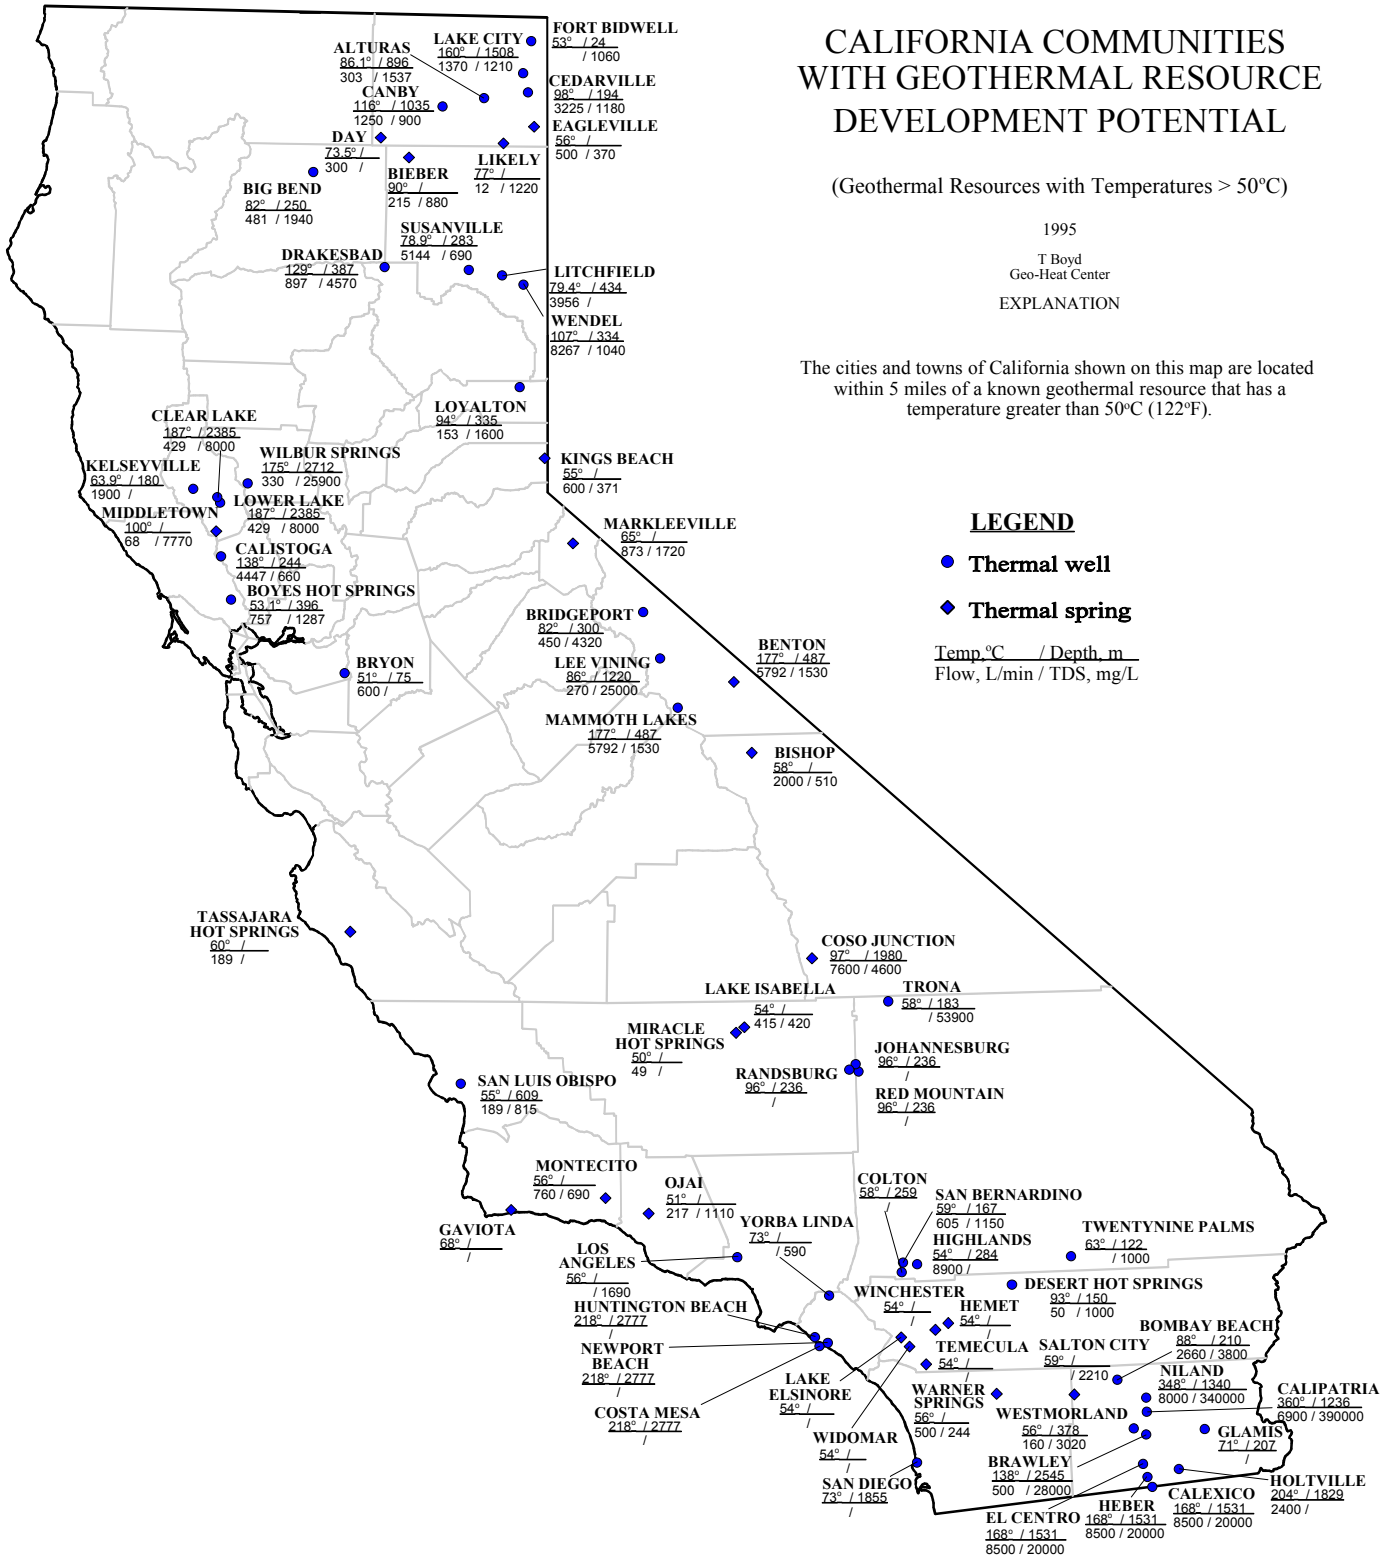 CALIFORNIA COMMUNITIES
WITH GEOTHERMAL RESOURCE
DEVELOPMENT POTENTIAL
(Geothermal Resources with Temperatures > 50°C)
1995
T Boyd
Geo-Heat Center
EXPLANATION
The cities and towns of California shown on this map are located
within 5 miles of a known geothermal resource that has a
temperature greater than 50°C (122°F).
LEGEND
Thermal well
Thermal spring
Temp,°C / Depth, m
Flow, L/min / TDS, mg/L
FORT BIDWELL
53° / 24
/ 1060
LAKE CITY
160° / 1508
1370 / 1210
ALTURAS
86.1° / 896
303 / 1537
CEDARVILLE
98° / 194
3225 / 1180
CANBY
116° / 1035
1250 / 900
EAGLEVILLE
56° /
500 / 370
DAY
73.5° /
300 /
LIKELY
77° /
12 / 1220
BIEBER
90° /
215 / 880
BIG BEND
82° / 250
481 / 1940
SUSANVILLE
78.9° / 283
5144 / 690
DRAKESBAD
129° / 387
897 / 4570
LITCHFIELD
79.4° / 434
3956 /
WENDEL
107° / 334
8267 / 1040
LOYALTON
94° / 335
153 / 1600
CLEAR LAKE
187° / 2385
429 / 8000
WILBUR SPRINGS
175° / 2712
330 / 25900
KELSEYVILLE
63.9° / 180
1900 /
KINGS BEACH
55° /
600 / 371
LOWER LAKE
187° / 2385
429 / 8000
MIDDLETOWN
100° /
68 / 7770
MARKLEEVILLE
65° /
873 / 1720
CALISTOGA
138° / 244
4447 / 660
BOYES HOT SPRINGS
53.1° / 396
757 / 1287
BRIDGEPORT
82° / 300
450 / 4320
BENTON
177° / 487
5792 / 1530
BRYON
51° / 75
600 /
LEE VINING
86° / 1220
270 / 25000
MAMMOTH LAKES
177° / 487
5792 / 1530
BISHOP
58° /
2000 / 510
TASSAJARA
HOT SPRINGS
60° /
189 /
COSO JUNCTION
97° / 1980
7600 / 4600
LAKE ISABELLA
54° /
415 / 420
TRONA
58° / 183
/ 53900
MIRACLE
HOT SPRINGS
50° /
49 /
JOHANNESBURG
96° / 236
/
RANDSBURG
96° / 236
/
RED MOUNTAIN
96° / 236
/
SAN LUIS OBISPO
55° / 609
189 / 815
MONTECITO
56° /
760 / 690
OJAI
51° /
217 / 1110
GAVIOTA
68° /
/
COLTON
58° / 259
/
SAN BERNARDINO
59° / 167
605 / 1150
YORBA LINDA
73° /
/ 590
HIGHLANDS
54° / 284
8900 /
TWENTYNINE PALMS
63° / 122
/ 1000
LOS
ANGELES
56° /
/ 1690
DESERT HOT SPRINGS
93° / 150
50 / 1000
WINCHESTER
54° /
/
HUNTINGTON BEACH
218° / 2777
/
HEMET
54° /
/
BOMBAY BEACH
88° / 210
2660 / 3800
NEWPORT
BEACH
218° / 2777
/
TEMECULA
54° /
/
SALTON CITY
59° /
/ 2210
NILAND
348° / 1340
8000 / 340000
LAKE
ELSINORE
54° /
/
WARNER
SPRINGS
56° /
500 / 244
CALIPATRIA
360° / 1236
6900 / 390000
COSTA MESA
218° / 2777
/
WESTMORLAND
56° / 378
160 / 3020
WIDOMAR
54° /
/
GLAMIS
71° / 207
/
BRAWLEY
138° / 2545
500 / 28000
SAN DIEGO
73° / 1855
/
HOLTVILLE
204° / 1829
2400 /
CALEXICO
168° / 1531
8500 / 20000
HEBER
168° / 1531
8500 / 20000
EL CENTRO
168° / 1531
8500 / 20000